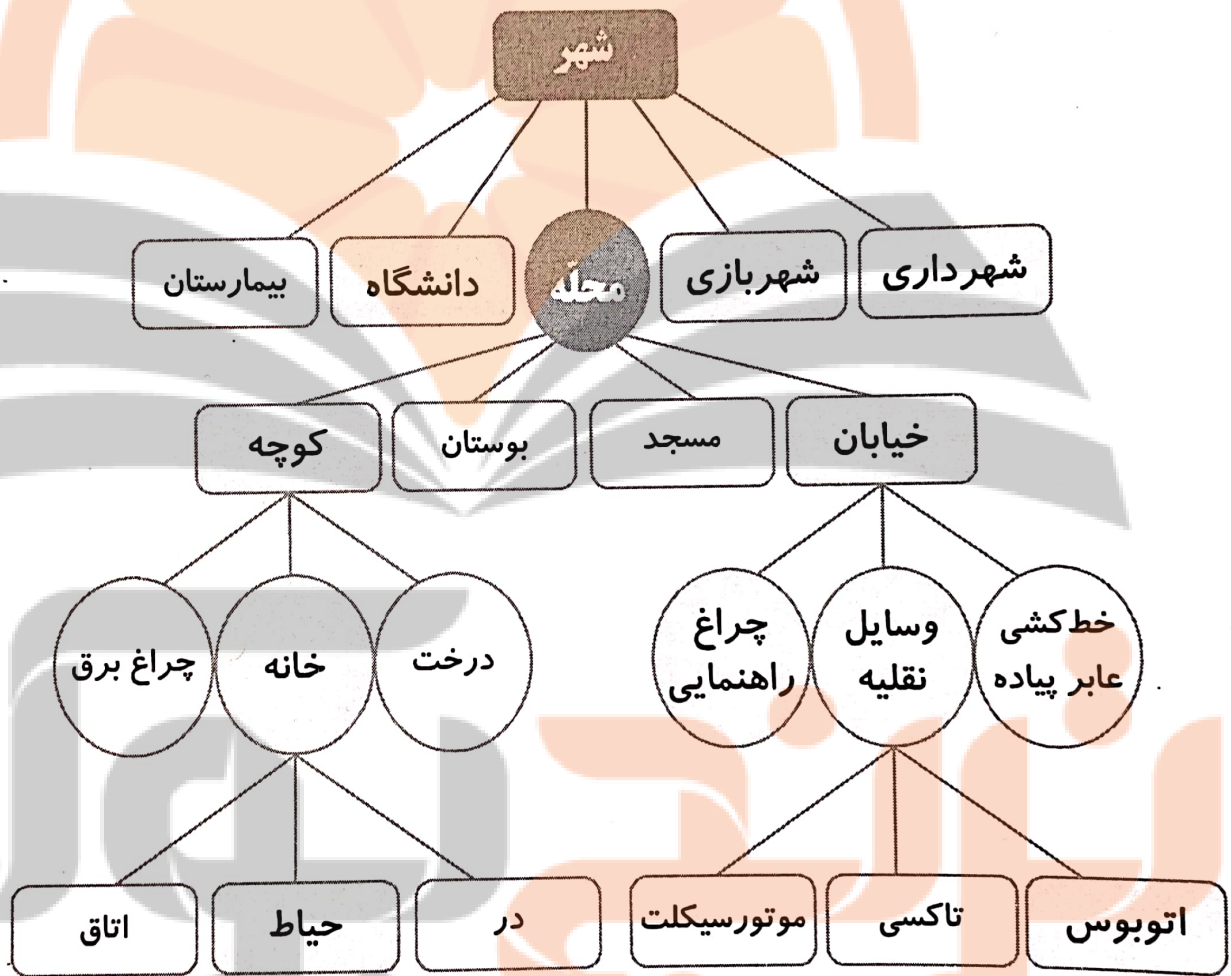 شهر
شهرداری
شهربازی
محلّه
دانشگاه
بیمارستان
خیابان
مسجد
بوستان
کوچه
خط‌کشی
عابر پیاده
وسایل
نقلیه
چراغ
راهنمایی
درخت
خانه
چراغ برق
اتوبوس
تاکسی
موتورسیکلت
در
حیاط
اتاق